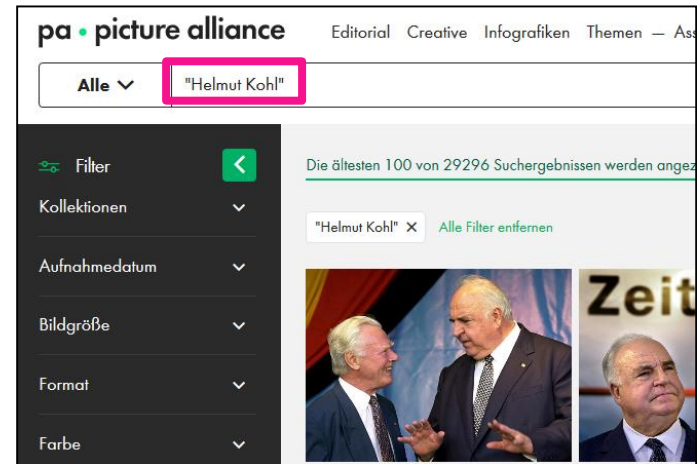 pa • picture alliance
Editorial Creative Infografiken Themen – Ass
Alle
"Helmut Kohl"
Filter
Die ältesten 100 von 29296 Suchergebnissen werden angez
Kollektionen
"Helmut Kohl" × Alle Filter entfernen
Aufnahmedatum
Bildgröße
Format
Farbe
Zeit